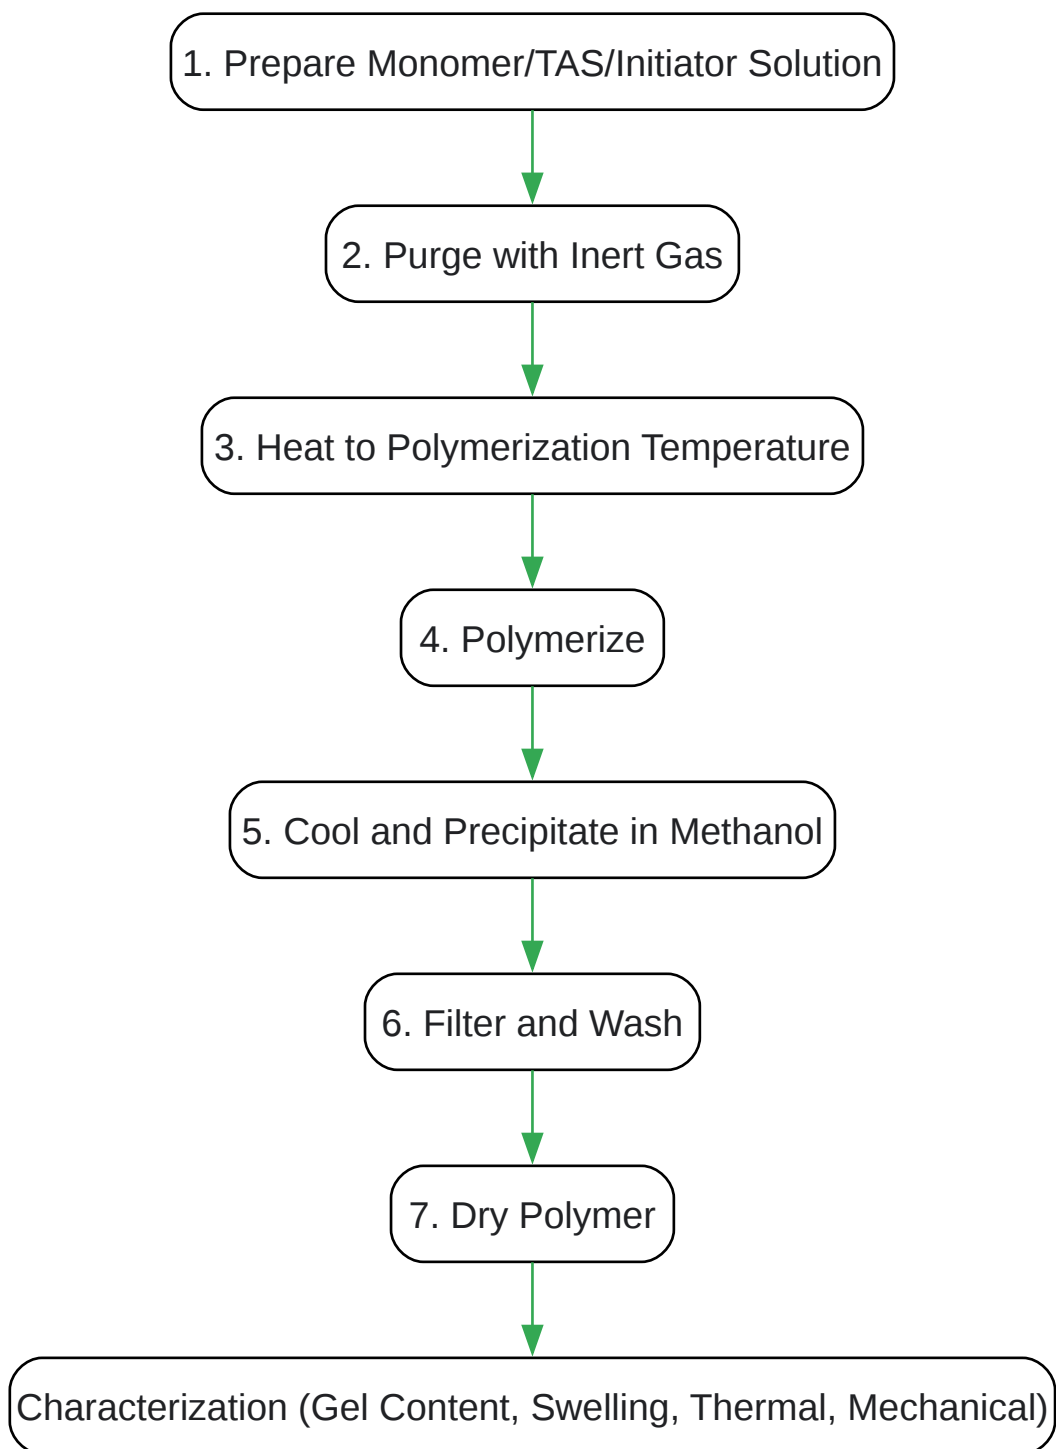 1. Prepare Monomer/TAS/Initiator Solution
2. Purge with Inert Gas
3. Heat to Polymerization Temperature
4. Polymerize
5. Cool and Precipitate in Methanol
6. Filter and Wash
7. Dry Polymer
Characterization (Gel Content, Swelling, Thermal, Mechanical)